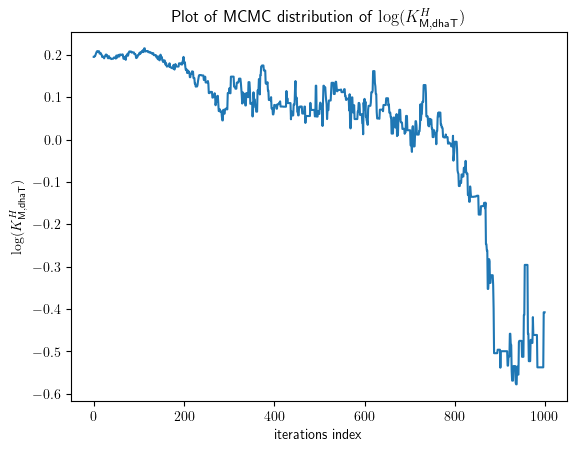 Plot of MCMC distribution of log(K^H_M,dhaT)
log(K^H_M,dhaT)
0.2
0.1
0.0
−0.1
−0.2
−0.3
−0.4
−0.5
−0.6
0 200 400 600 800 1000
iterations index